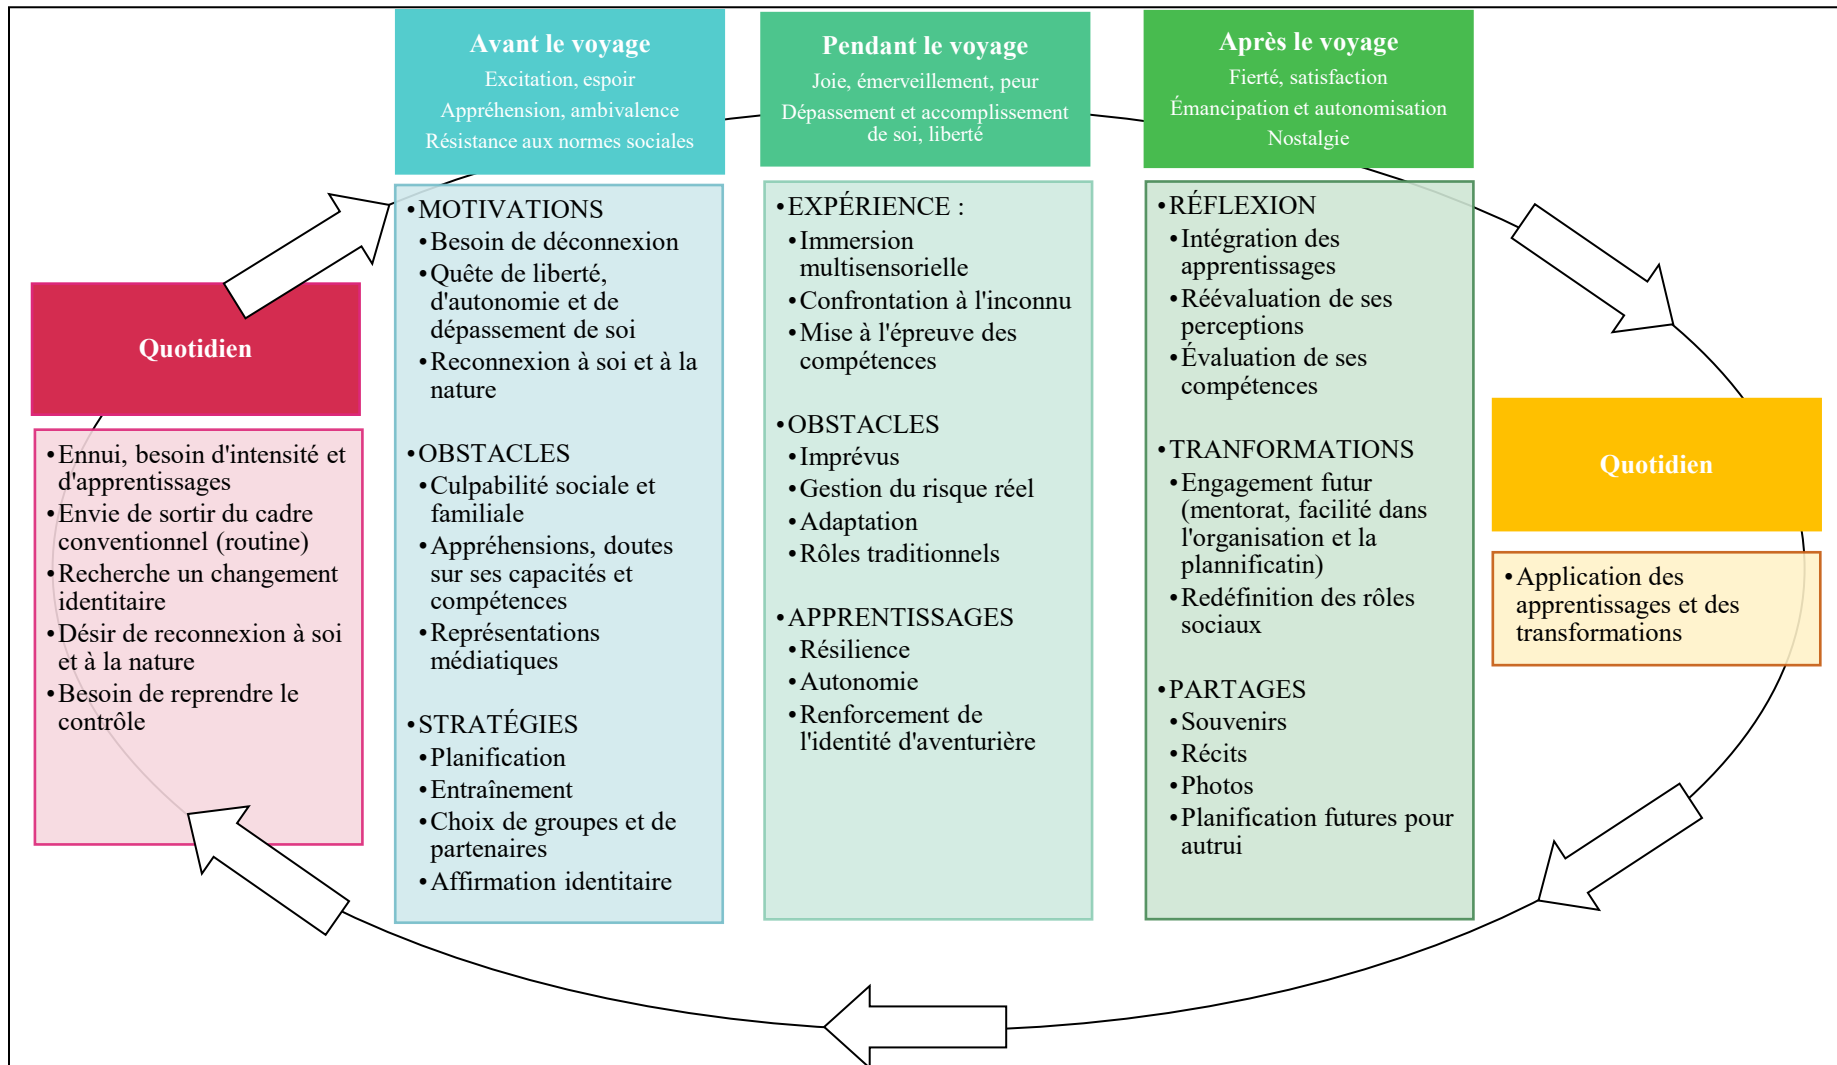 Quotidien
•Ennui, besoin d'intensité et
d'apprentissages
•Envie de sortir du cadre
conventionnel (routine)
•Recherche un changement
identitaire
•Désir de reconnexion à soi
et à la nature
•Besoin de reprendre le
contrôle
Avant le voyage
Excitation, espoir
Appréhension, ambivalence
Résistance aux normes sociales
•MOTIVATIONS
•Besoin de déconnexion
•Quête de liberté,
d'autonomie et de
dépassement de soi
•Reconnexion à soi et à la
nature
•OBSTACLES
•Culpabilité sociale et
familiale
•Appréhensions, doutes
sur ses capacités et
compétences
•Représentations
médiatiques
•STRATÉGIES
•Planification
•Entraînement
•Choix de groupes et de
partenaires
•Affirmation identitaire
Pendant le voyage
Joie, émerveillement, peur
Dépassement et accomplissement
de soi, liberté
•EXPÉRIENCE :
•Immersion
multisensorielle
•Confrontation à l'inconnu
•Mise à l'épreuve des
compétences
•OBSTACLES
•Imprévus
•Gestion du risque réel
•Adaptation
•Rôles traditionnels
•APPRENTISSAGES
•Résilience
•Autonomie
•Renforcement de
l'identité d'aventurière
Après le voyage
Fierté, satisfaction
Émancipation et autonomisation
Nostalgie
•RÉFLEXION
•Intégration des
apprentissages
•Réévaluation de ses
perceptions
•Évaluation de ses
compétences
•TRANFORMATIONS
•Engagement futur
(mentorat, facilité dans
l'organisation et la
plannificatin)
•Redéfinition des rôles
sociaux
•PARTAGES
•Souvenirs
•Récits
•Photos
•Planification futures pour
autrui
Quotidien
•Application des
apprentissages et des
transformations